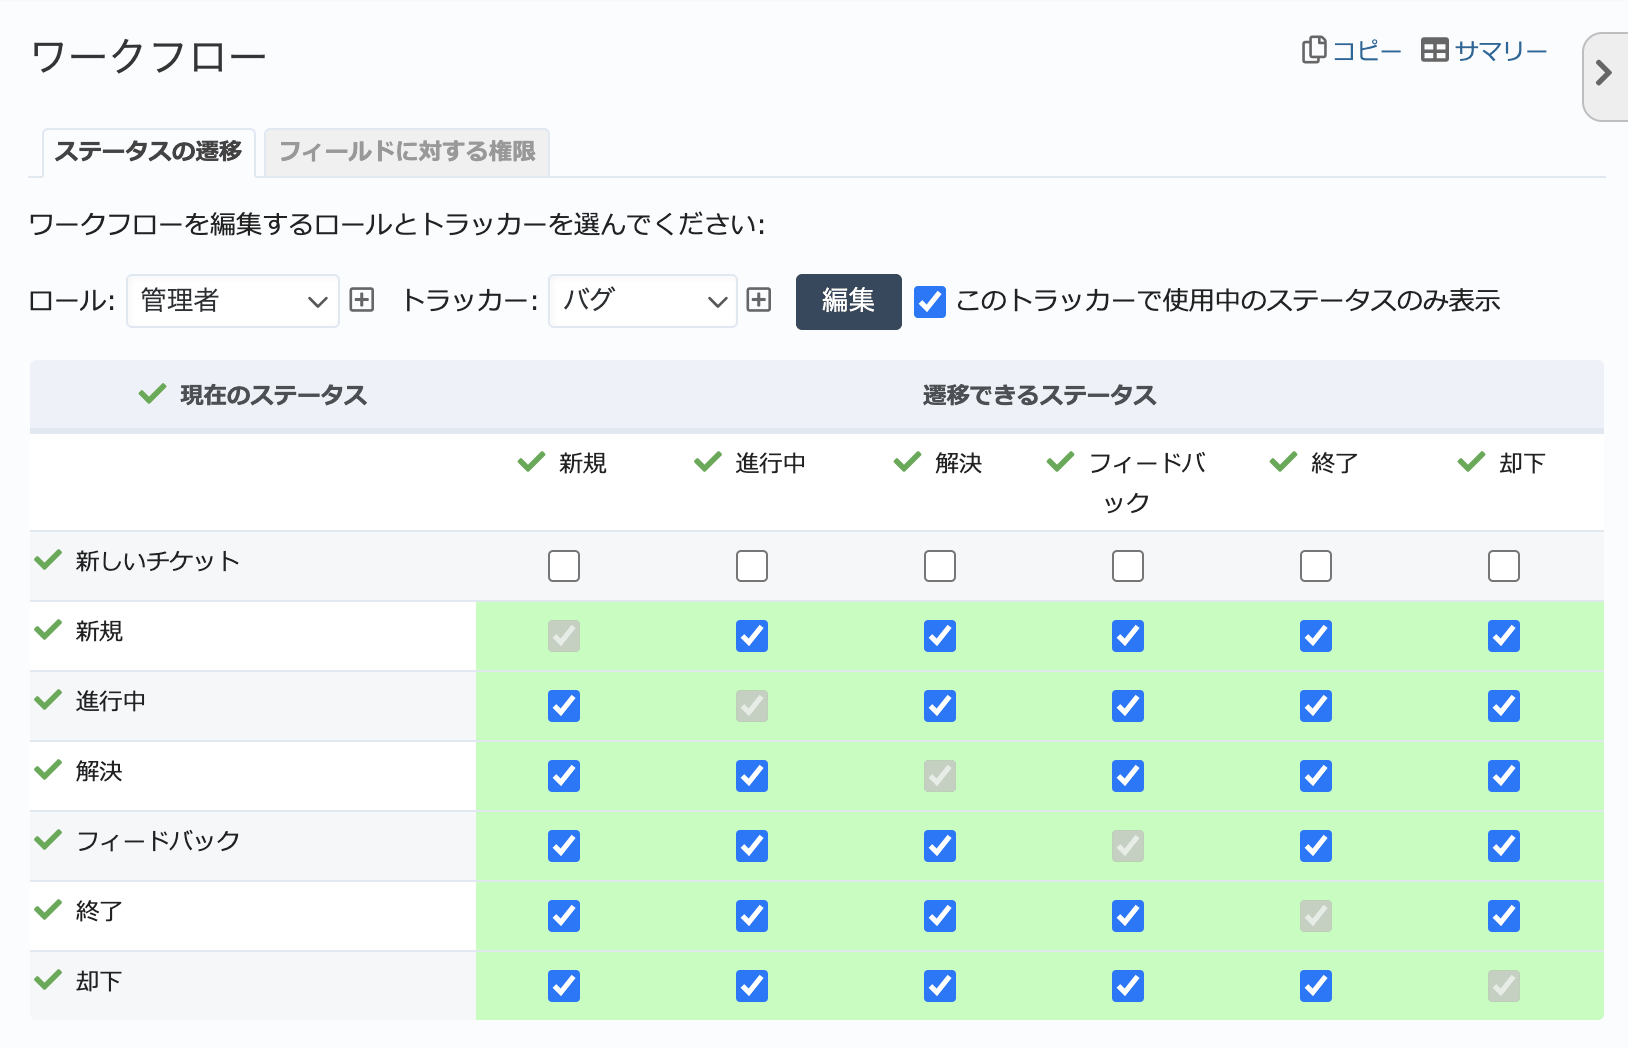 ワークフロー
コピー サマリー
ステータスの遷移 フィールドに対する権限
ワークフローを編集するロールとトラッカーを選んでください:
ロール: 管理者 トラッカー: バグ 編集 このトラッカーで使用中のステータスのみ表示
現在のステータス 遷移できるステータス
新規 進行中 解決 フィードバ 終了 却下
ック
新しいチケット
新規
進行中
解決
フィードバック
終了
却下